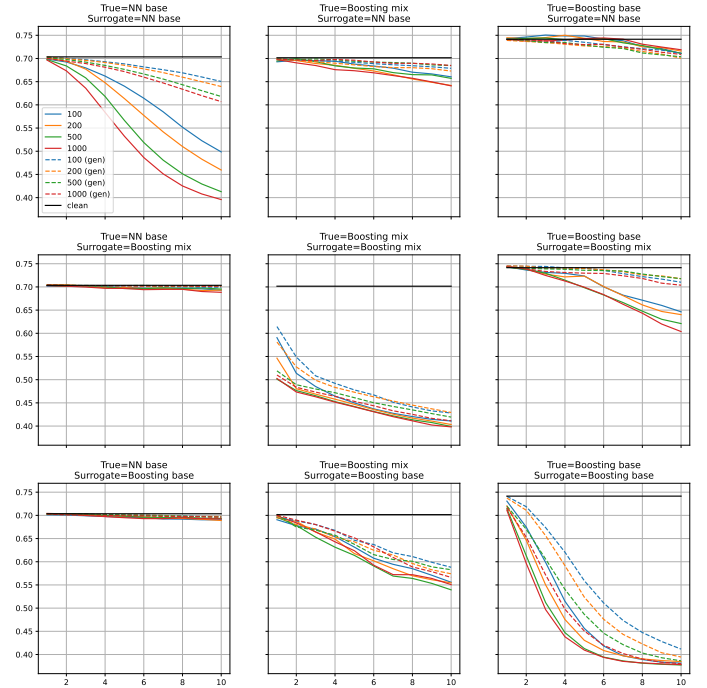 True=NN base
Surrogate=NN base
True=Boosting mix
Surrogate=NN base
True=Boosting base
Surrogate=NN base
0.75
0.70
0.65
0.60
0.55
0.50
0.45
0.40
100
200
500
1000
100 (gen)
200 (gen)
500 (gen)
1000 (gen)
clean
True=NN base
Surrogate=Boosting mix
True=Boosting mix
Surrogate=Boosting mix
True=Boosting base
Surrogate=Boosting mix
0.75
0.70
0.65
0.60
0.55
0.50
0.45
0.40
True=NN base
Surrogate=Boosting base
True=Boosting mix
Surrogate=Boosting base
True=Boosting base
Surrogate=Boosting base
0.75
0.70
0.65
0.60
0.55
0.50
0.45
0.40
2 4 6 8 10
2 4 6 8 10
2 4 6 8 10